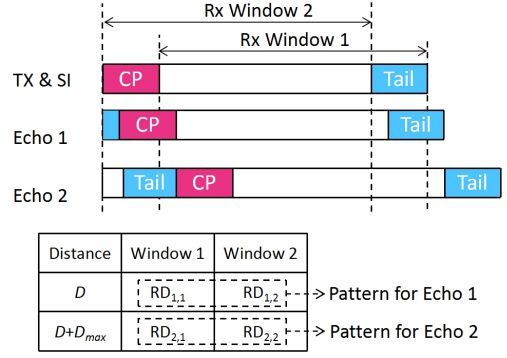 Rx Window 2
Rx Window 1
TX & SI CP Tail
Echo 1 CP Tail
Echo 2 Tail CP Tail
Distance Window 1 Window 2
D RD1,1 RD1,2 Pattern for Echo 1
D+Dmax RD2,1 RD2,2 Pattern for Echo 2